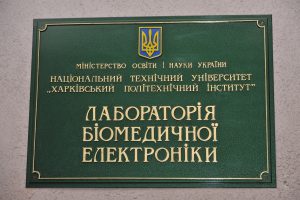 МІНІСТЕРСТВО ОСВІТИ І НАУКИ УКРАЇНИ
НАЦІОНАЛЬНИЙ ТЕХНІЧНИЙ УНІВЕРСИТЕТ
„ХАРКІВСЬКИЙ ПОЛІТЕХНІЧНИЙ ІНСТИТУТ”
ЛАБОРАТОРІЯ
БІОМЕДИЧНОЇ
ЕЛЕКТРОНІКИ